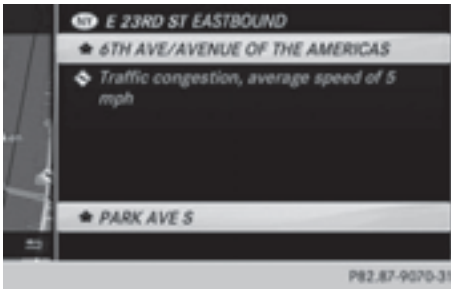 NY E 23RD ST EASTBOUND
6TH AVE/AVENUE OF THE AMERICAS
Traffic congestion, average speed of 5
mph
PARK AVE S
P82.87-9070-31